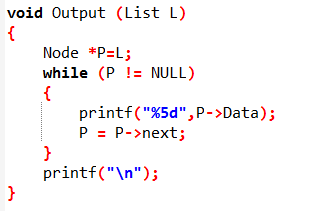 void Output (List L)
{
    Node *P=L;
    while (P != NULL)
    {
        printf("%5d",P->Data);
        P = P->next;
    }
    printf("\n");
}